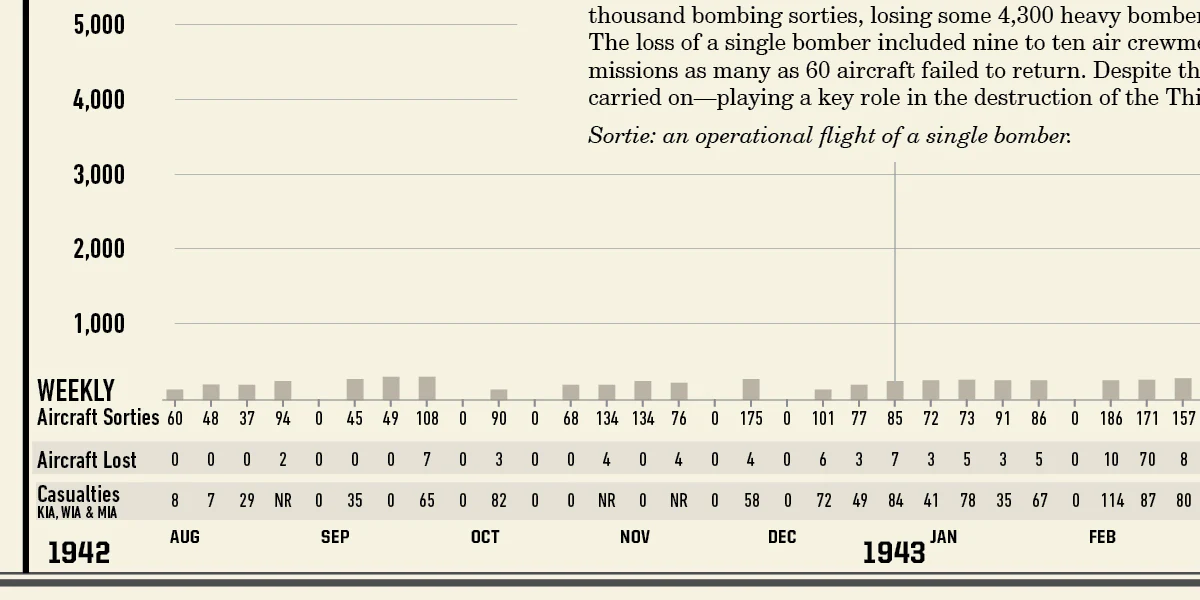 5,000
4,000
3,000
2,000
1,000
thousand bombing sorties, losing some 4,300 heavy
The loss of a single bomber included nine to ten air
missions as many as 60 aircraft failed to return. Despite
carried on—playing a key role in the destruction of the
Sortie: an operational flight of a single bomber.
WEEKLY
Aircraft Sorties 60 48 37 94 0 45 49 108 0 90 0 68 134 134 76 0 175 0 101 77 85 72 73 91 86 0 186 171 157
Aircraft Lost 0 0 0 2 0 0 0 7 0 3 0 0 4 0 4 0 4 0 6 3 7 3 5 3 5 0 10 70 8
Casualties 8 7 29 NR 0 35 0 65 0 82 0 0 NR 0 NR 0 58 0 72 49 84 41 78 35 67 0 114 87 80
KIA, WIA & MIA
AUG SEP OCT NOV DEC JAN FEB
1942 1943